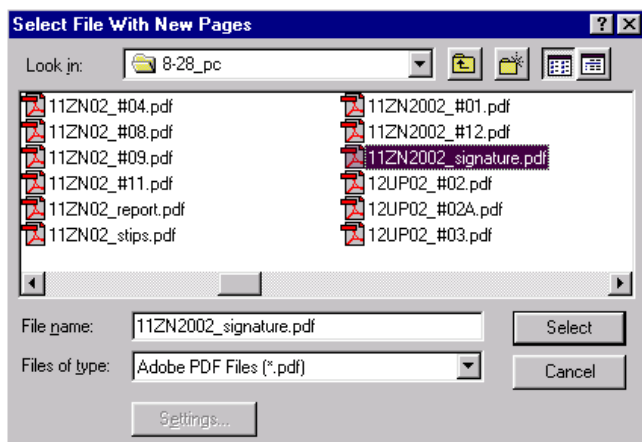 Select File With New Pages
Look in: 8-28_pc
11ZN02_#04.pdf
11ZN02_#08.pdf
11ZN02_#09.pdf
11ZN02_#11.pdf
11ZN02_report.pdf
11ZN02_stips.pdf
11ZN2002_#01.pdf
11ZN2002_#12.pdf
11ZN2002_signature.pdf
12UP02_#02.pdf
12UP02_#02A.pdf
12UP02_#03.pdf
File name: 11ZN2002_signature.pdf Select
Files of type: Adobe PDF Files (*.pdf) Cancel
Settings...